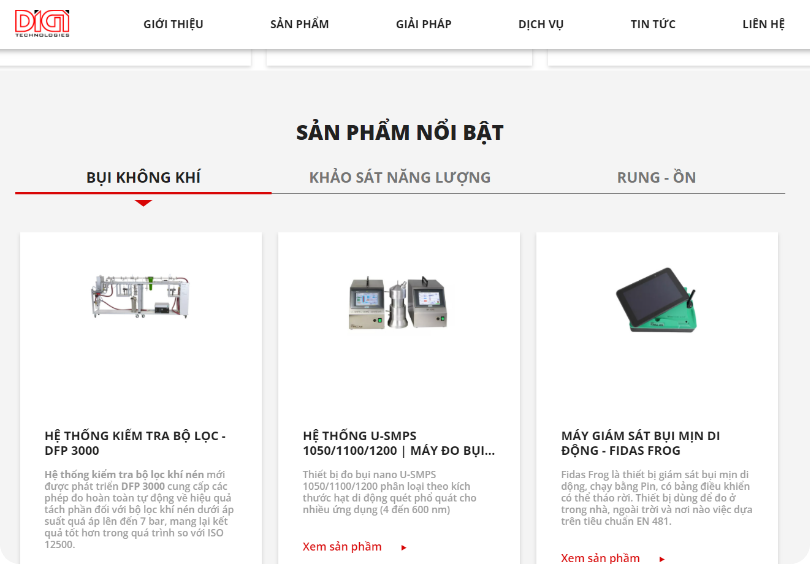 DIGI
TECHNOLOGIES
GIỚI THIỆU
SẢN PHẨM
GIẢI PHÁP
DỊCH VỤ
TIN TỨC
LIÊN HỆ
SẢN PHẨM NỔI BẬT
BỤI KHÔNG KHÍ
KHẢO SÁT NĂNG LƯỢNG
RUNG - ỒN
HỆ THỐNG KIỂM TRA BỘ LỌC -
DFP 3000
Hệ thống kiểm tra bộ lọc khí nén mới
được phát triển DFP 3000 cung cấp các
phép đo hoàn toàn tự động về hiệu quả
tách phần đối với bộ lọc khí nén dưới áp
suất quá áp lên đến 7 bar, mang lại kết
quả tốt hơn trong quá trình so với ISO
12500.
HỆ THỐNG U-SMPS
1050/1100/1200 | MÁY ĐO BỤI...
Thiết bị đo bụi nano U-SMPS
1050/1100/1200 phân loại theo kích
thước hạt di động quét phổ quát cho
nhiều ứng dụng (4 đến 600 nm)
Xem sản phẩm
MÁY GIÁM SÁT BỤI MỊN DI
ĐỘNG - FIDAS FROG
Fidas Frog là thiết bị giám sát bụi mịn di
động, chạy bằng Pin, có bảng điều khiển
có thể tháo rời. Thiết bị dùng để đo ở
trong nhà, ngoài trời và nơi nào việc dựa
trên tiêu chuẩn EN 481.
Xem sản phẩm